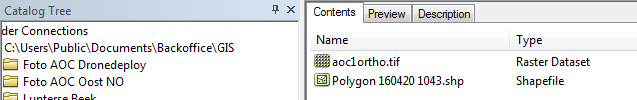 Catalog Tree
der Connections
C:\Users\Public\Documents\Backoffice\GIS
Foto AOC Dronedeploy
Foto AOC Oost NO
Lunterse Beek
Contents Preview Description
Name Type
aoc1ortho.tif Raster Dataset
Polygon 160420 1043.shp Shapefile